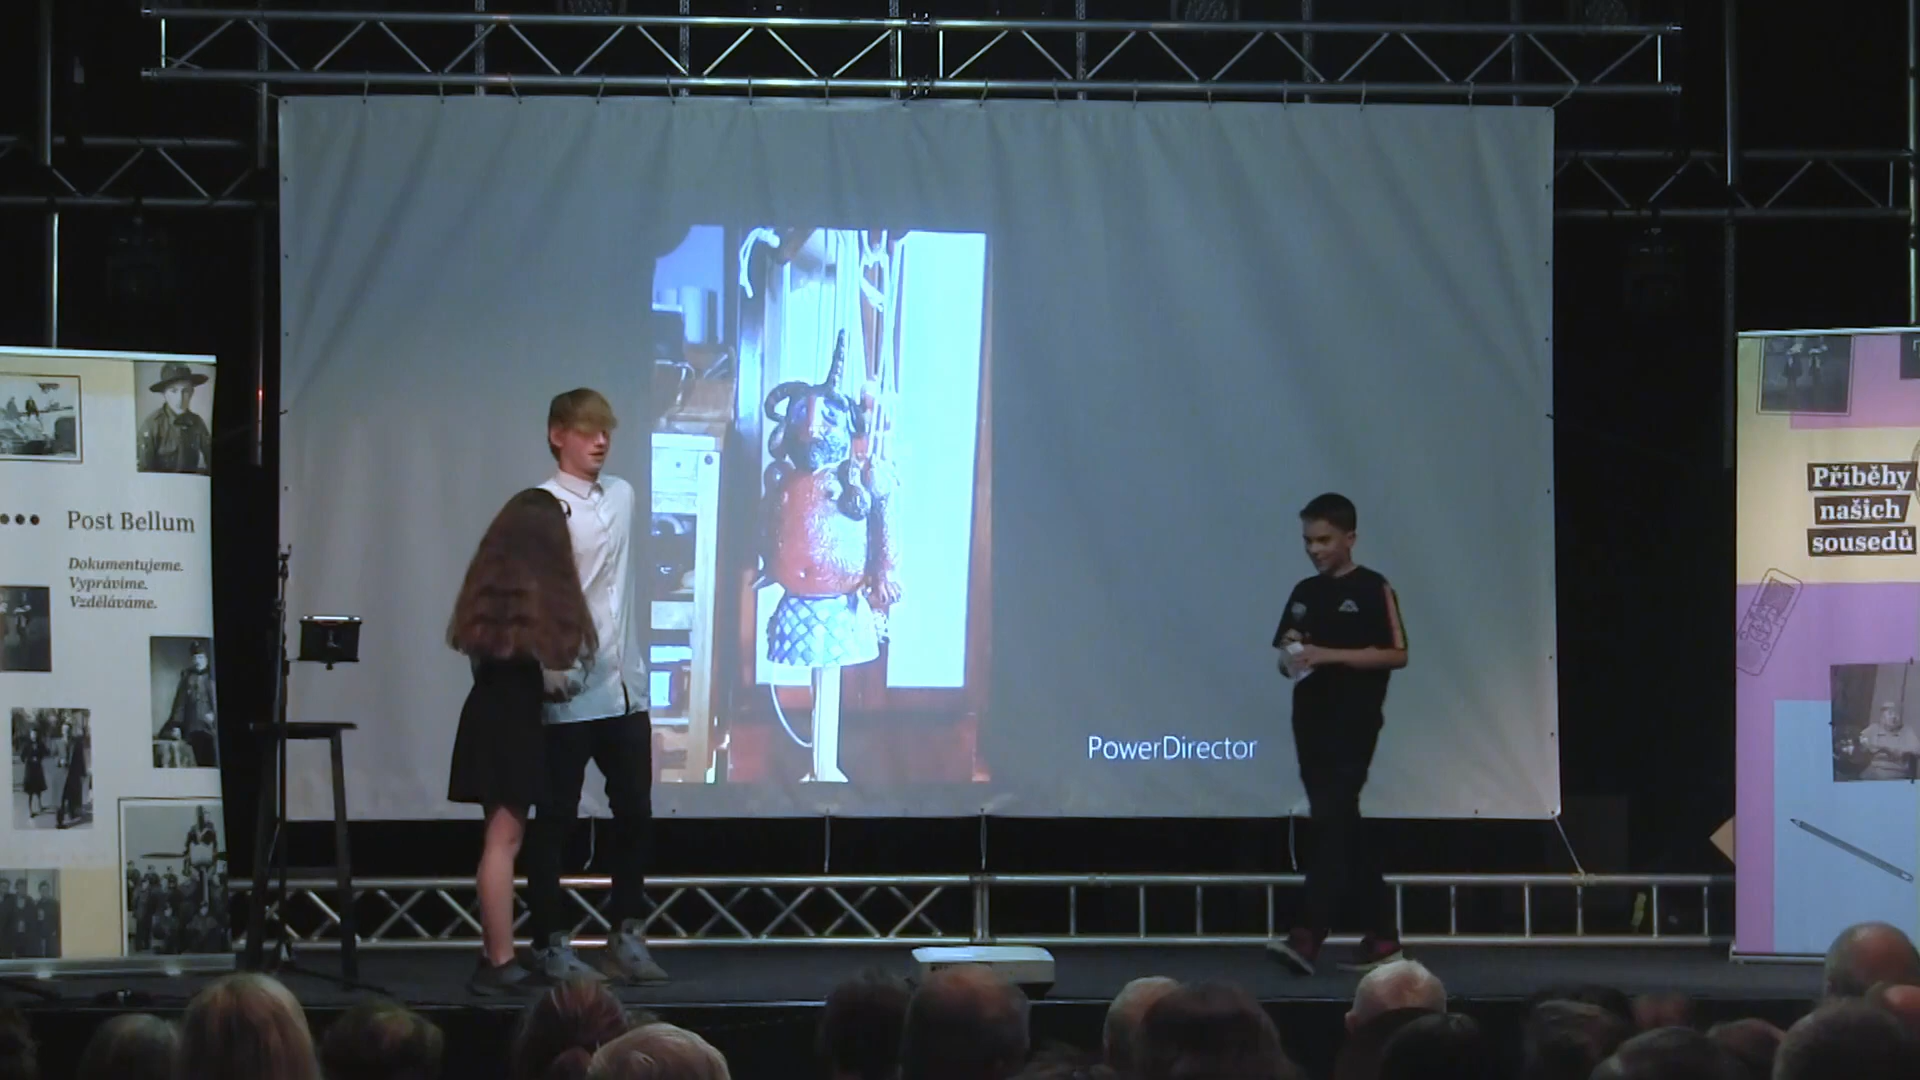 Post Bellum
Dokumentujeme.
Vyprávíme.
Vzděláváme.
PowerDirector
Příběhy
našich
sousedů